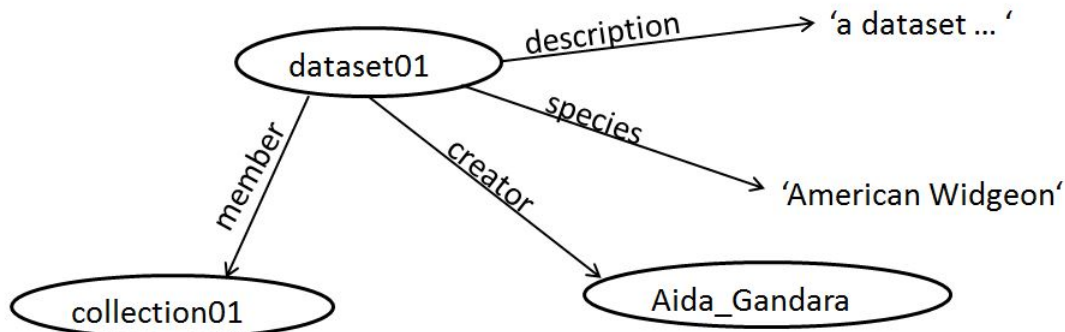 description
‘a dataset ...‘
dataset01
species
‘American Widgeon‘
member
creator
collection01
Aida_Gandara